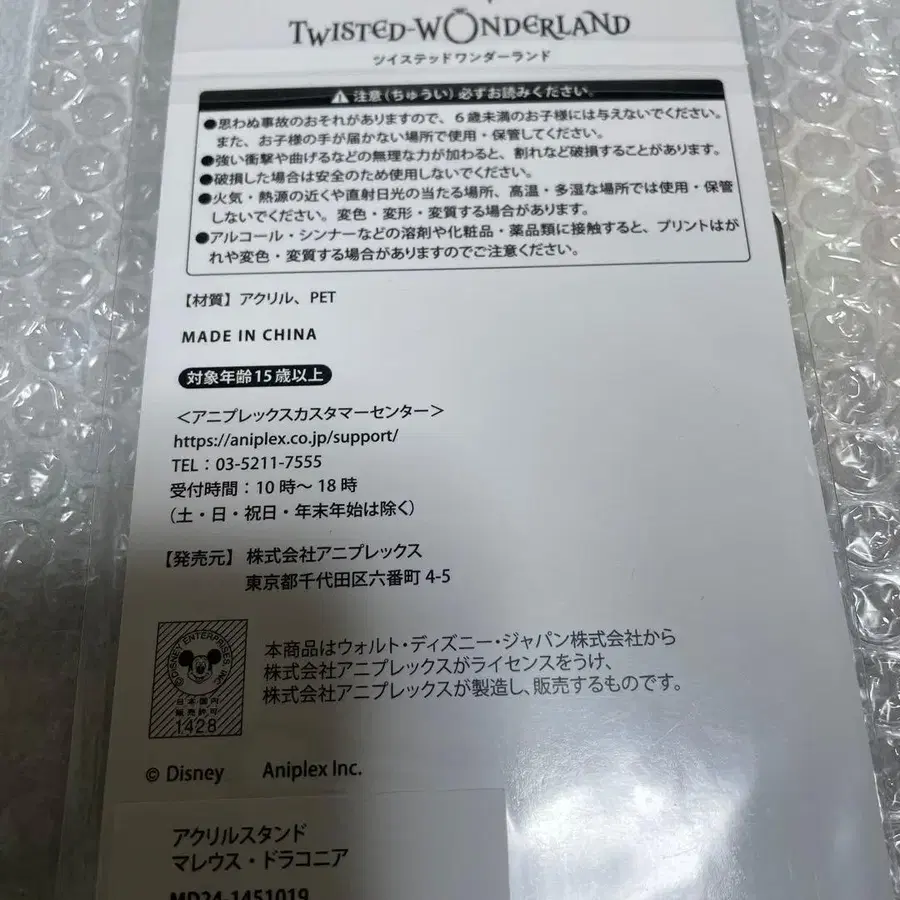 TWISTED-WONDERLAND
ツイステッドワンダーランド
注意（ちゅうい）必ずお読みください。
●思わぬ事故のおそれがありますので、６歳未満のお子様には与えないでください。
また、お子様の手が届かない場所で使用・保管してください。
●強い衝撃や曲げるなどの無理な力が加わると、割れなど破損することがあります。
●破損した場合は安全のため使用しないでください。
●火気・熱源の近くや直射日光の当たる場所、高温・多湿な場所では使用・保管
しないでください。変色・変形・変質する場合があります。
●アルコール・シンナーなどの溶剤や化粧品・薬品類に接触すると、プリントはが
れや変色・変質する場合がありますのでご注意ください。
【材質】アクリル、PET
MADE IN CHINA
対象年齢15歳以上
＜アニプレックスカスタマーセンター＞
https://aniplex.co.jp/support/
TEL：03-5211-7555
受付時間：10時～18時
（土・日・祝日・年末年始は除く）
【発売元】株式会社アニプレックス
東京都千代田区六番町 4-5
©DISNEY ENTERPRISES INC.
日本国内
販売許可
1428
本商品はウォルト・ディズニー・ジャパン株式会社から
株式会社アニプレックスがライセンスをうけ、
株式会社アニプレックスが製造し、販売するものです。
© Disney Aniplex Inc.
アクリルスタンド
マレウス・ドラコニア
MD24-1451019